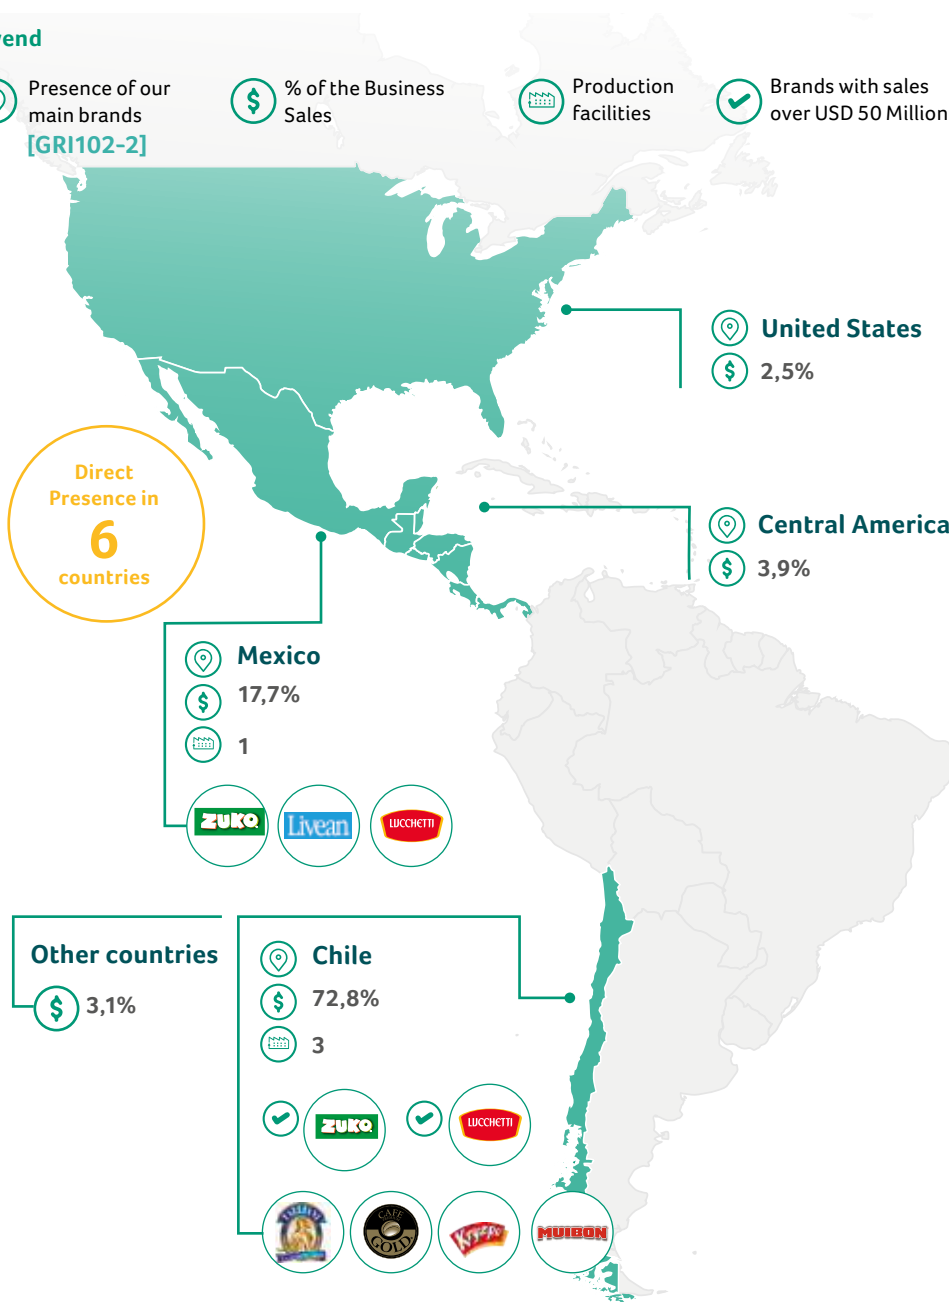 Presence of our
main brands
[GRI102-2]
% of the Business
Sales
Production
facilities
Brands with sales
over USD 50 Million
United States
2,5%
Direct
Presence in
6
countries
Central America
3,9%
Mexico
17,7%
1
ZUKO
Livean
LUCCHETTI
Other countries
3,1%
Chile
72,8%
3
ZUKO
LUCCHETTI
CAFE
GOLD
Kryzpo
MUIBON